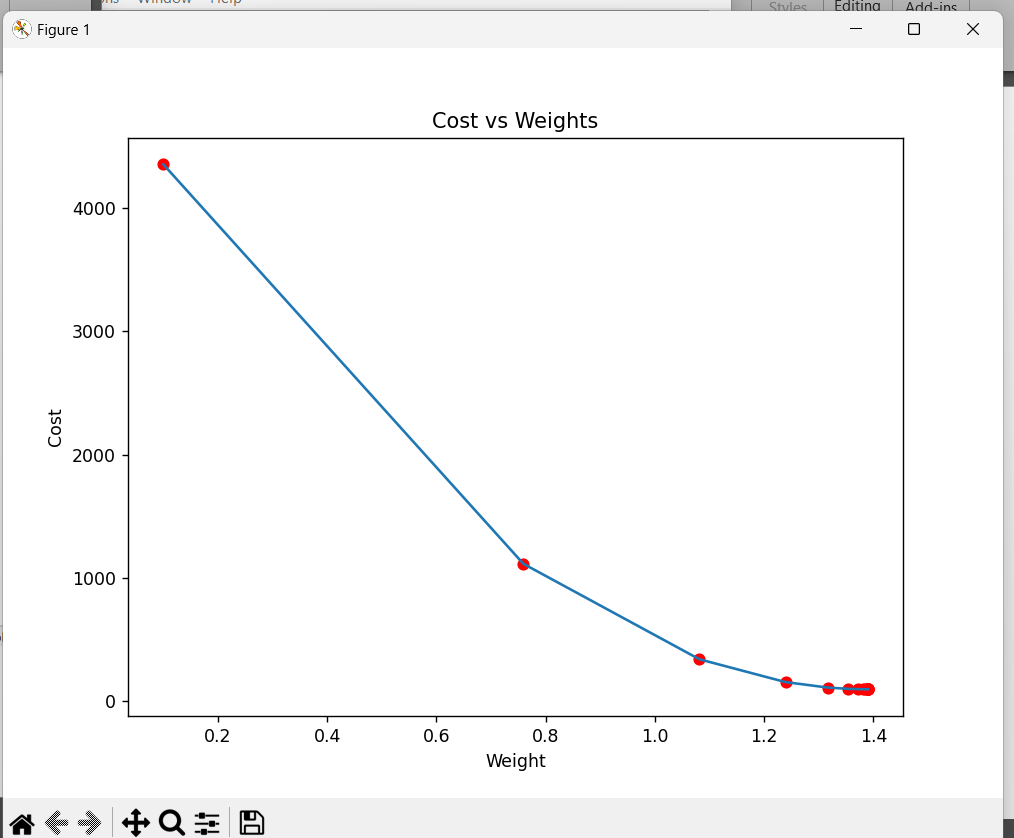 Window Help
Styles Editing Add-ins
Figure 1
Cost vs Weights
4000
3000
2000
1000
0
Cost
0.2 0.4 0.6 0.8 1.0 1.2 1.4
Weight